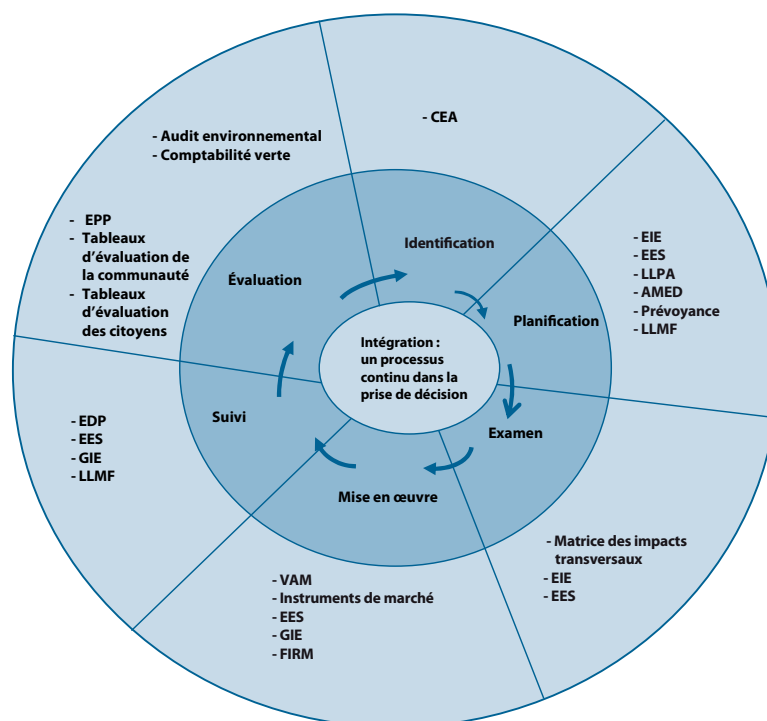 - CEA
- Audit environnemental
- Comptabilité verte
- EPP
- Tableaux
d'évaluation de
la communauté
- Tableaux
d'évaluation
des citoyens
Identification
- EIE
- EES
- LLPA
- AMED
- Prévoyance
- LLMF
Évaluation
Planification
Intégration :
un processus
continu dans la
prise de décision
Suivi
Examen
- EDP
- EES
- GIE
- LLMF
Mise en œuvre
- Matrice des impacts
transversaux
- EIE
- EES
- VAM
- Instruments de marché
- EES
- GIE
- FIRM